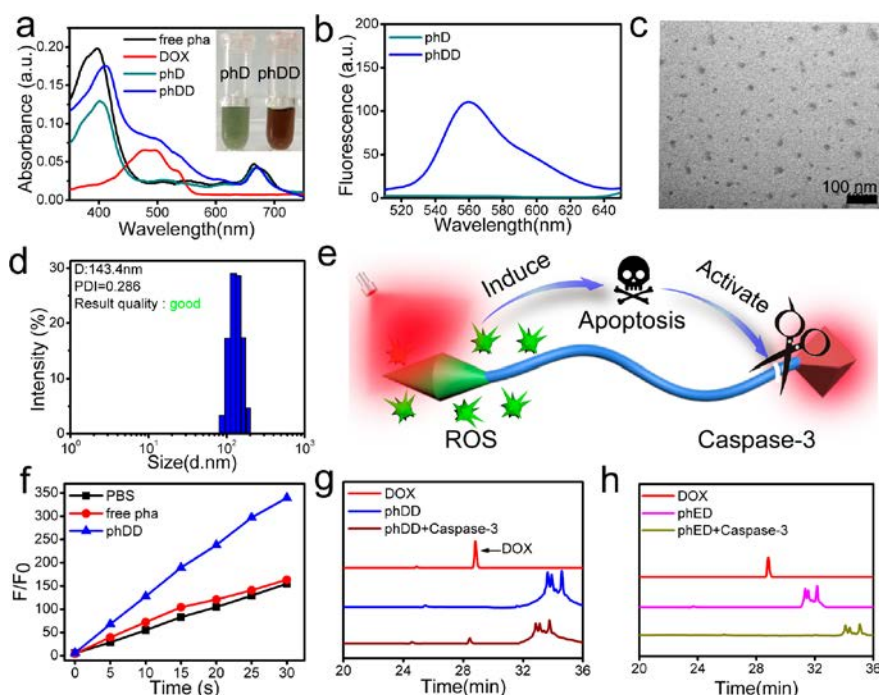 a
free pha
DOX
phD
phDD
phD phDD
0.20
0.15
0.10
0.05
0.00
Absorbance (a.u.)
400 500 600 700
Wavelength(nm)
b
phD
phDD
200
150
100
50
0
Fluorescence (a.u.)
520 560 600 640
Wavelength(nm)
c
100 nm
d
D:143.4nm
PDI=0.286
Result quality : good
30
15
0
Intensity (%)
10⁰ 10¹ 10² 10³
Size(d.nm)
e
Induce
Activate
Apoptosis
ROS
Caspase-3
f
PBS
free pha
phDD
350
300
250
200
150
100
50
0
F/F0
0 5 10 15 20 25 30
Time (s)
g
DOX
phDD
phDD+Caspase-3
DOX
20 24 28 32 36
Time(min)
h
DOX
phED
phED+Caspase-3
20 24 28 32 36
Time(min)